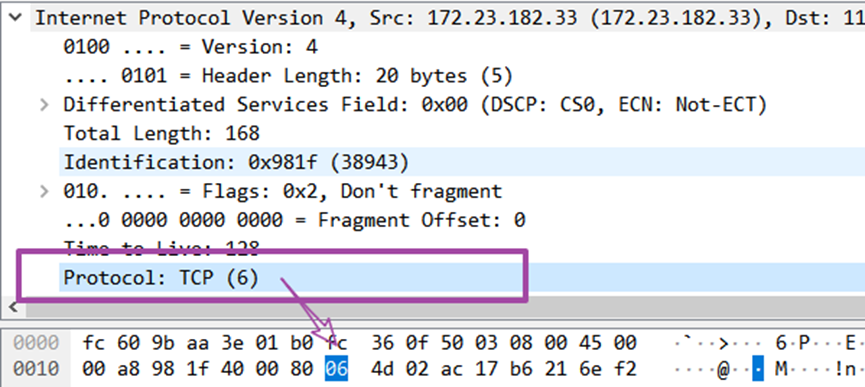 Internet Protocol Version 4, Src: 172.23.182.33 (172.23.182.33), Dst: 11
0100 .... = Version: 4
.... 0101 = Header Length: 20 bytes (5)
Differentiated Services Field: 0x00 (DSCP: CS0, ECN: Not-ECT)
Total Length: 168
Identification: 0x981f (38943)
010. .... = Flags: 0x2, Don't fragment
...0 0000 0000 0000 = Fragment Offset: 0
Time to Live: 128
Protocol: TCP (6)
0000 fc 60 9b aa 3e 01 b0 fc 36 0f 50 03 08 00 45 00 ·`··>··· 6·P···E·
0010 00 a8 98 1f 40 00 80 06 4d 02 ac 17 b6 21 6e f2 ····@··· M····!n·